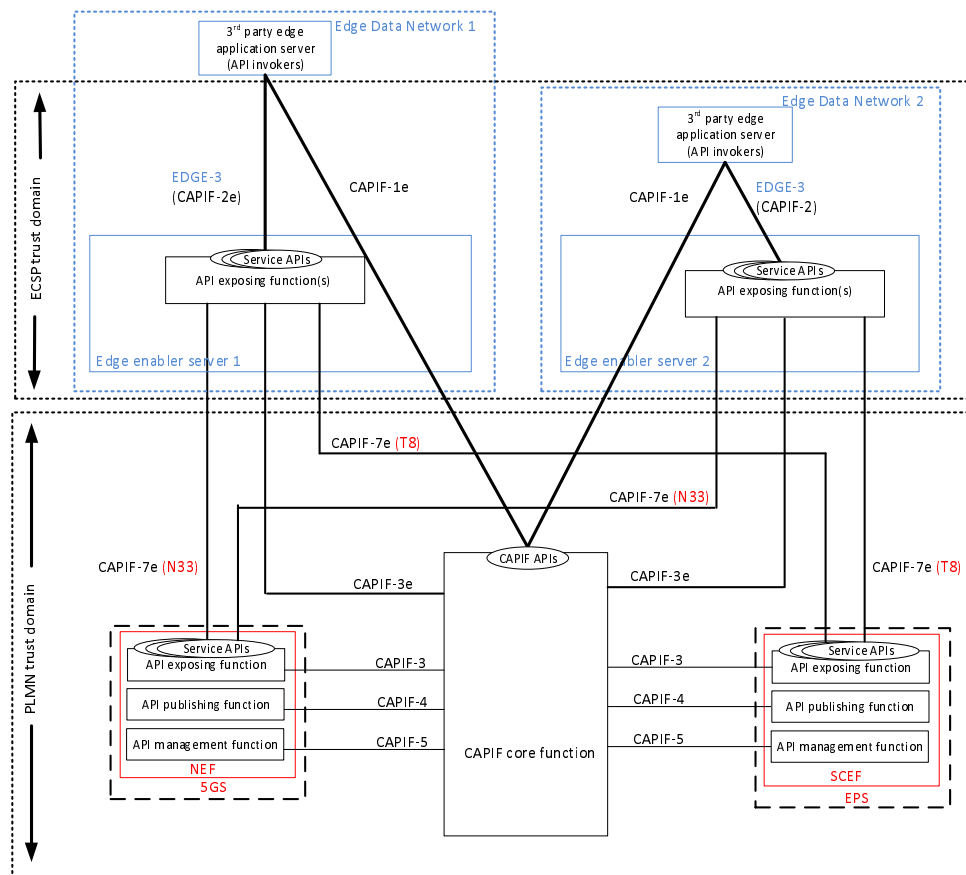 Edge Data Network 1
3rd party edge
application server
(API invokers)
Edge Data Network 2
3rd party edge
application server
(API invokers)
ECSP trust domain
EDGE-3
(CAPIF-2e)
CAPIF-1e
CAPIF-1e
EDGE-3
(CAPIF-2)
Service APIs
API exposing function(s)
Edge enabler server 1
Service APIs
API exposing function(s)
Edge enabler server 2
PLMN trust domain
CAPIF-7e (T8)
CAPIF-7e (N33)
CAPIF-7e (N33)
CAPIF-7e (T8)
CAPIF APIs
CAPIF-3e
CAPIF-3e
Service APIs
API exposing function
API publishing function
API management function
NEF
5GS
CAPIF-3
CAPIF-4
CAPIF-5
CAPIF core function
CAPIF-3
CAPIF-4
CAPIF-5
Service APIs
API exposing function
API publishing function
API management function
SCEF
EPS